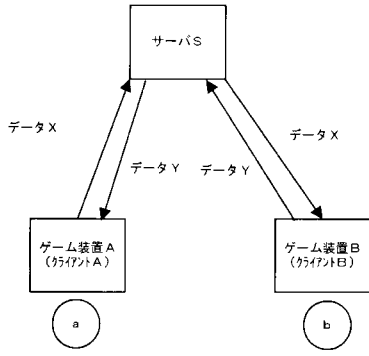 サーバS
データX
データY
データY
データX
ゲーム装置A
(クライアントA)
ゲーム装置B
(クライアントB)
a
b